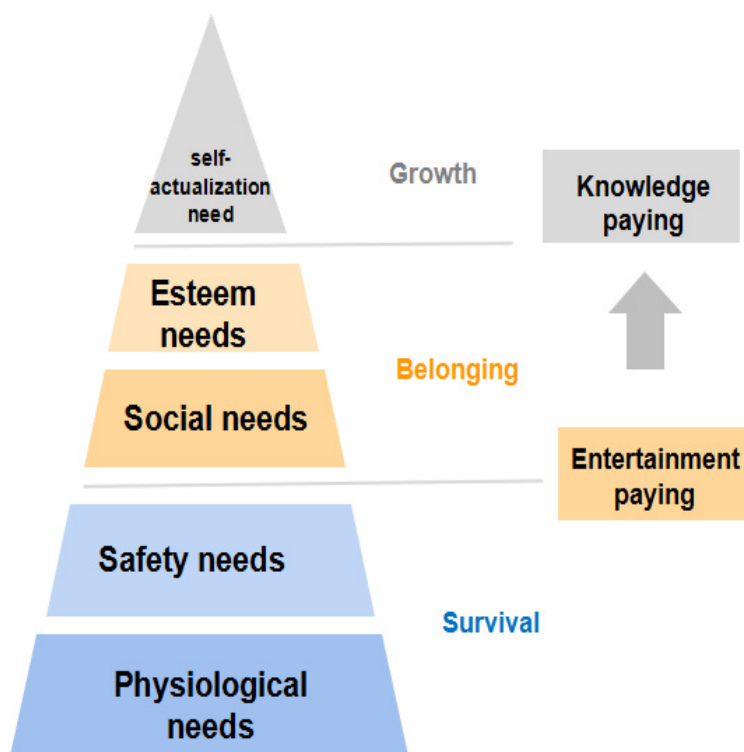 self-
actualization
need
Growth
Knowledge
paying
Esteem
needs
Belonging
Social needs
Entertainment
paying
Safety needs
Survival
Physiological
needs